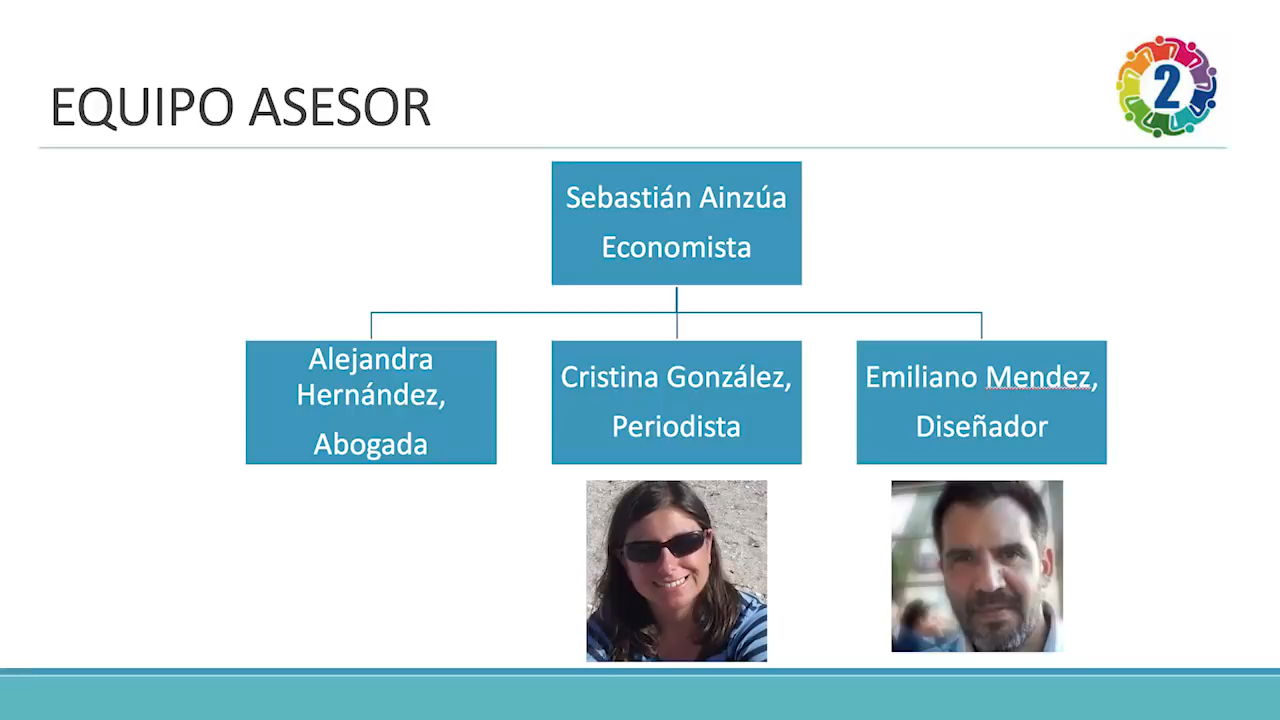 EQUIPO ASESOR
2
Sebastián Ainzúa
Economista
Alejandra
Hernández,
Abogada
Cristina González,
Periodista
Emiliano Mendez,
Diseñador